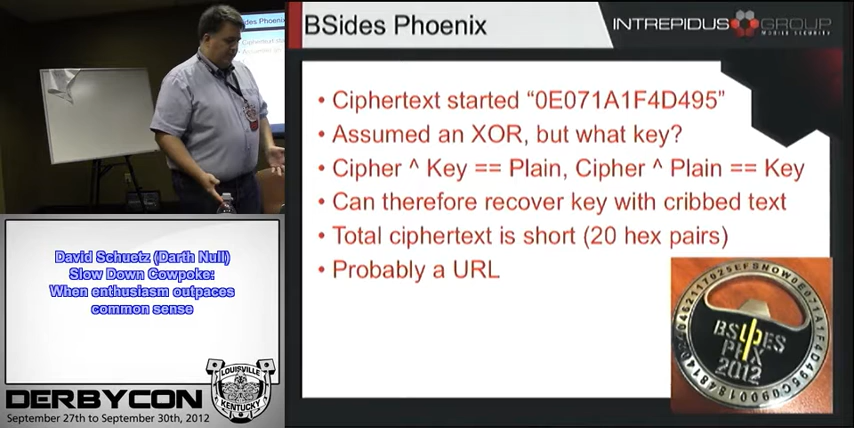 BSides Phoenix
INTREPIDUS GROUP
MOBILE SECURITY
• Ciphertext started “0E071A1F4D495”
• Assumed an XOR, but what key?
• Cipher ^ Key == Plain, Cipher ^ Plain == Key
• Can therefore recover key with cribbed text
• Total ciphertext is short (20 hex pairs)
• Probably a URL
BSIDES
PHX
2012
David Schuetz (Darth Null)
Slow Down Cowpoke:
When enthusiasm outpaces
common sense
DERBYCON
LOUISVILLE
KENTUCKY
September 27th to September 30th, 2012